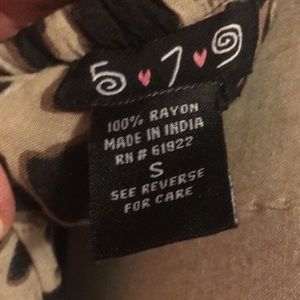 5 ♥ 7 ♥ 9
100% RAYON
MADE IN INDIA
RN # 61922
S
SEE REVERSE
FOR CARE